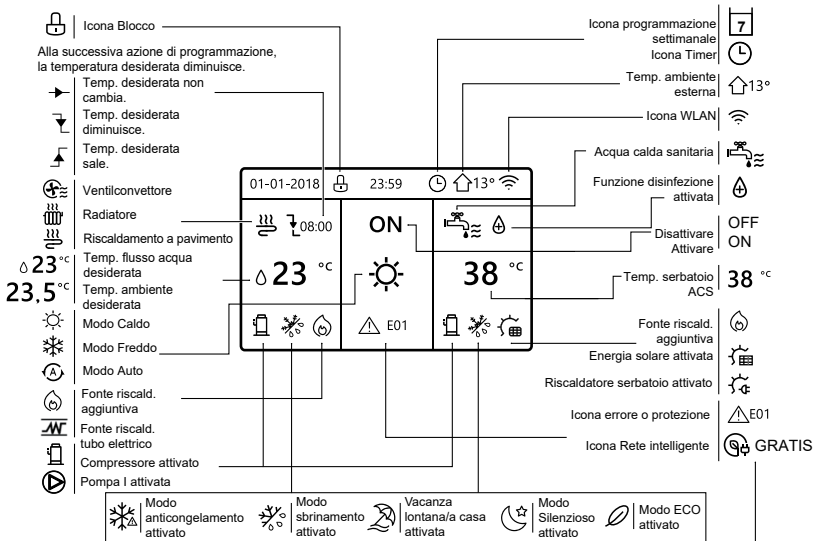 Icona Blocco
Alla successiva azione di programmazione,
la temperatura desiderata diminuisce.
Temp. desiderata non
cambia.
Temp. desiderata
diminuisce.
Temp. desiderata
sale.
Ventilconvettore
Radiatore
Riscaldamento a pavimento
23 °C
Temp. flusso acqua
desiderata
23,5 °C
Temp. ambiente
desiderata
Modo Caldo
Modo Freddo
A
Modo Auto
Fonte riscald.
aggiuntiva
Fonte riscald.
tubo elettrico
Compressore attivato
Pompa I attivata
01-01-2018
23:59
13°
08:00
ON
23 °C
38 °C
E01
Icona programmazione
settimanale
7
Icona Timer
Temp. ambiente
esterna
13°
Icona WLAN
Acqua calda sanitaria
Funzione disinfezione
attivata
Disattivare
OFF
Attivare
ON
Temp. serbatoio
ACS
38 °C
Fonte riscald.
aggiuntiva
Energia solare attivata
Riscaldatore serbatoio attivato
Icona errore o protezione
E01
Icona Rete intelligente
GRATIS
Modo
anticongelamento
attivato
Modo
sbrinamento
attivato
Vacanza
lontana/a casa
attivata
Modo
Silenzioso
attivato
Modo ECO
attivato